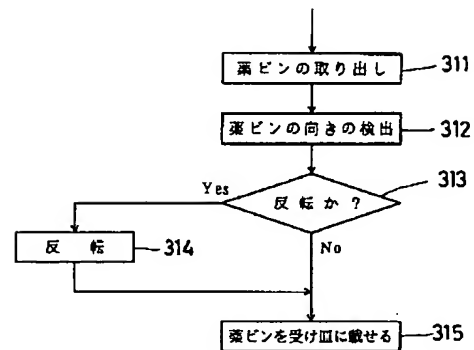 薬ビンの取り出し
311
薬ビンの向きの検出
312
313
反転か?
Yes
No
反転
314
薬ビンを受け皿に載せる
315